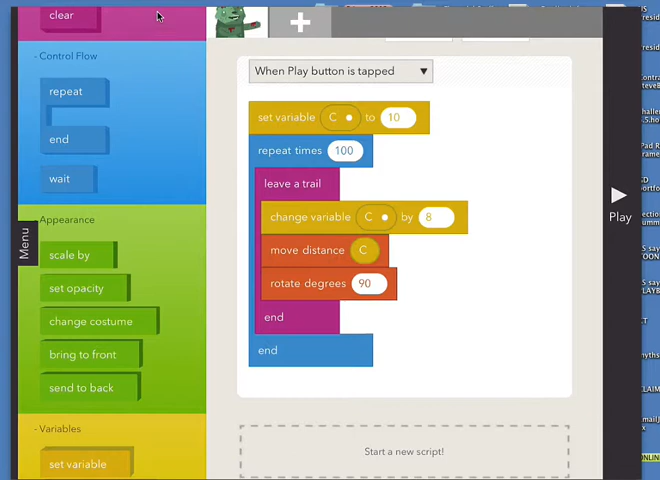 clear
- Control Flow
repeat
end
wait
- Appearance
scale by
set opacity
change costume
bring to front
send to back
- Variables
set variable
Menu
When Play button is tapped
set variable C to 10
repeat times 100
leave a trail
change variable C by 8
move distance C
rotate degrees 90
end
end
Start a new script!
Play